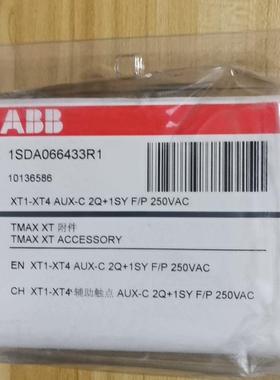 ABB
1SDA066433R1
10136586
XT1-XT4 AUX-C 2Q+1SY F/P 250VAC
TMAX XT 附件
TMAX XT ACCESSORY
EN XT1-XT4 AUX-C 2Q+1SY F/P 250VAC
CH XT1-XT4 辅助触点 AUX-C 2Q+1SY F/P 250VAC